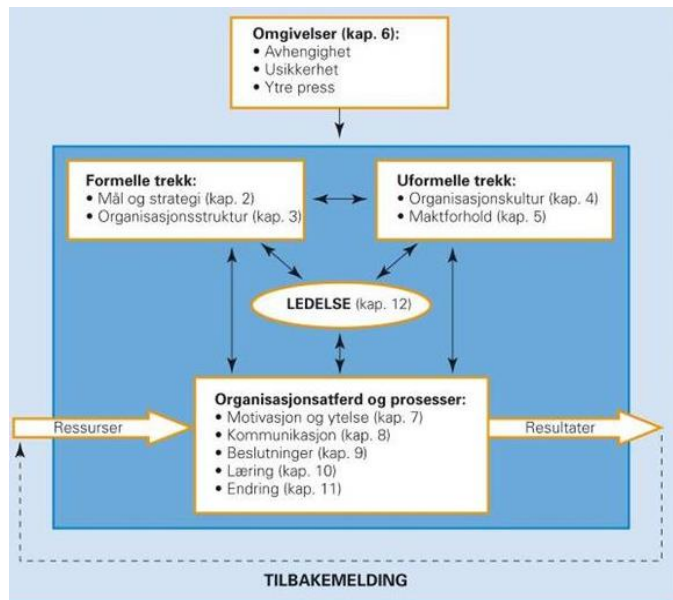 Omgivelser (kap. 6):
• Avhengighet
• Usikkerhet
• Ytre press
Formelle trekk:
• Mål og strategi (kap. 2)
• Organisasjonsstruktur (kap. 3)
Uformelle trekk:
• Organisasjonskultur (kap. 4)
• Maktforhold (kap. 5)
LEDELSE (kap. 12)
Organisasjonsatferd og prosesser:
• Motivasjon og ytelse (kap. 7)
• Kommunikasjon (kap. 8)
• Beslutninger (kap. 9)
• Læring (kap. 10)
• Endring (kap. 11)
Ressurser
Resultater
TILBAKEMELDING